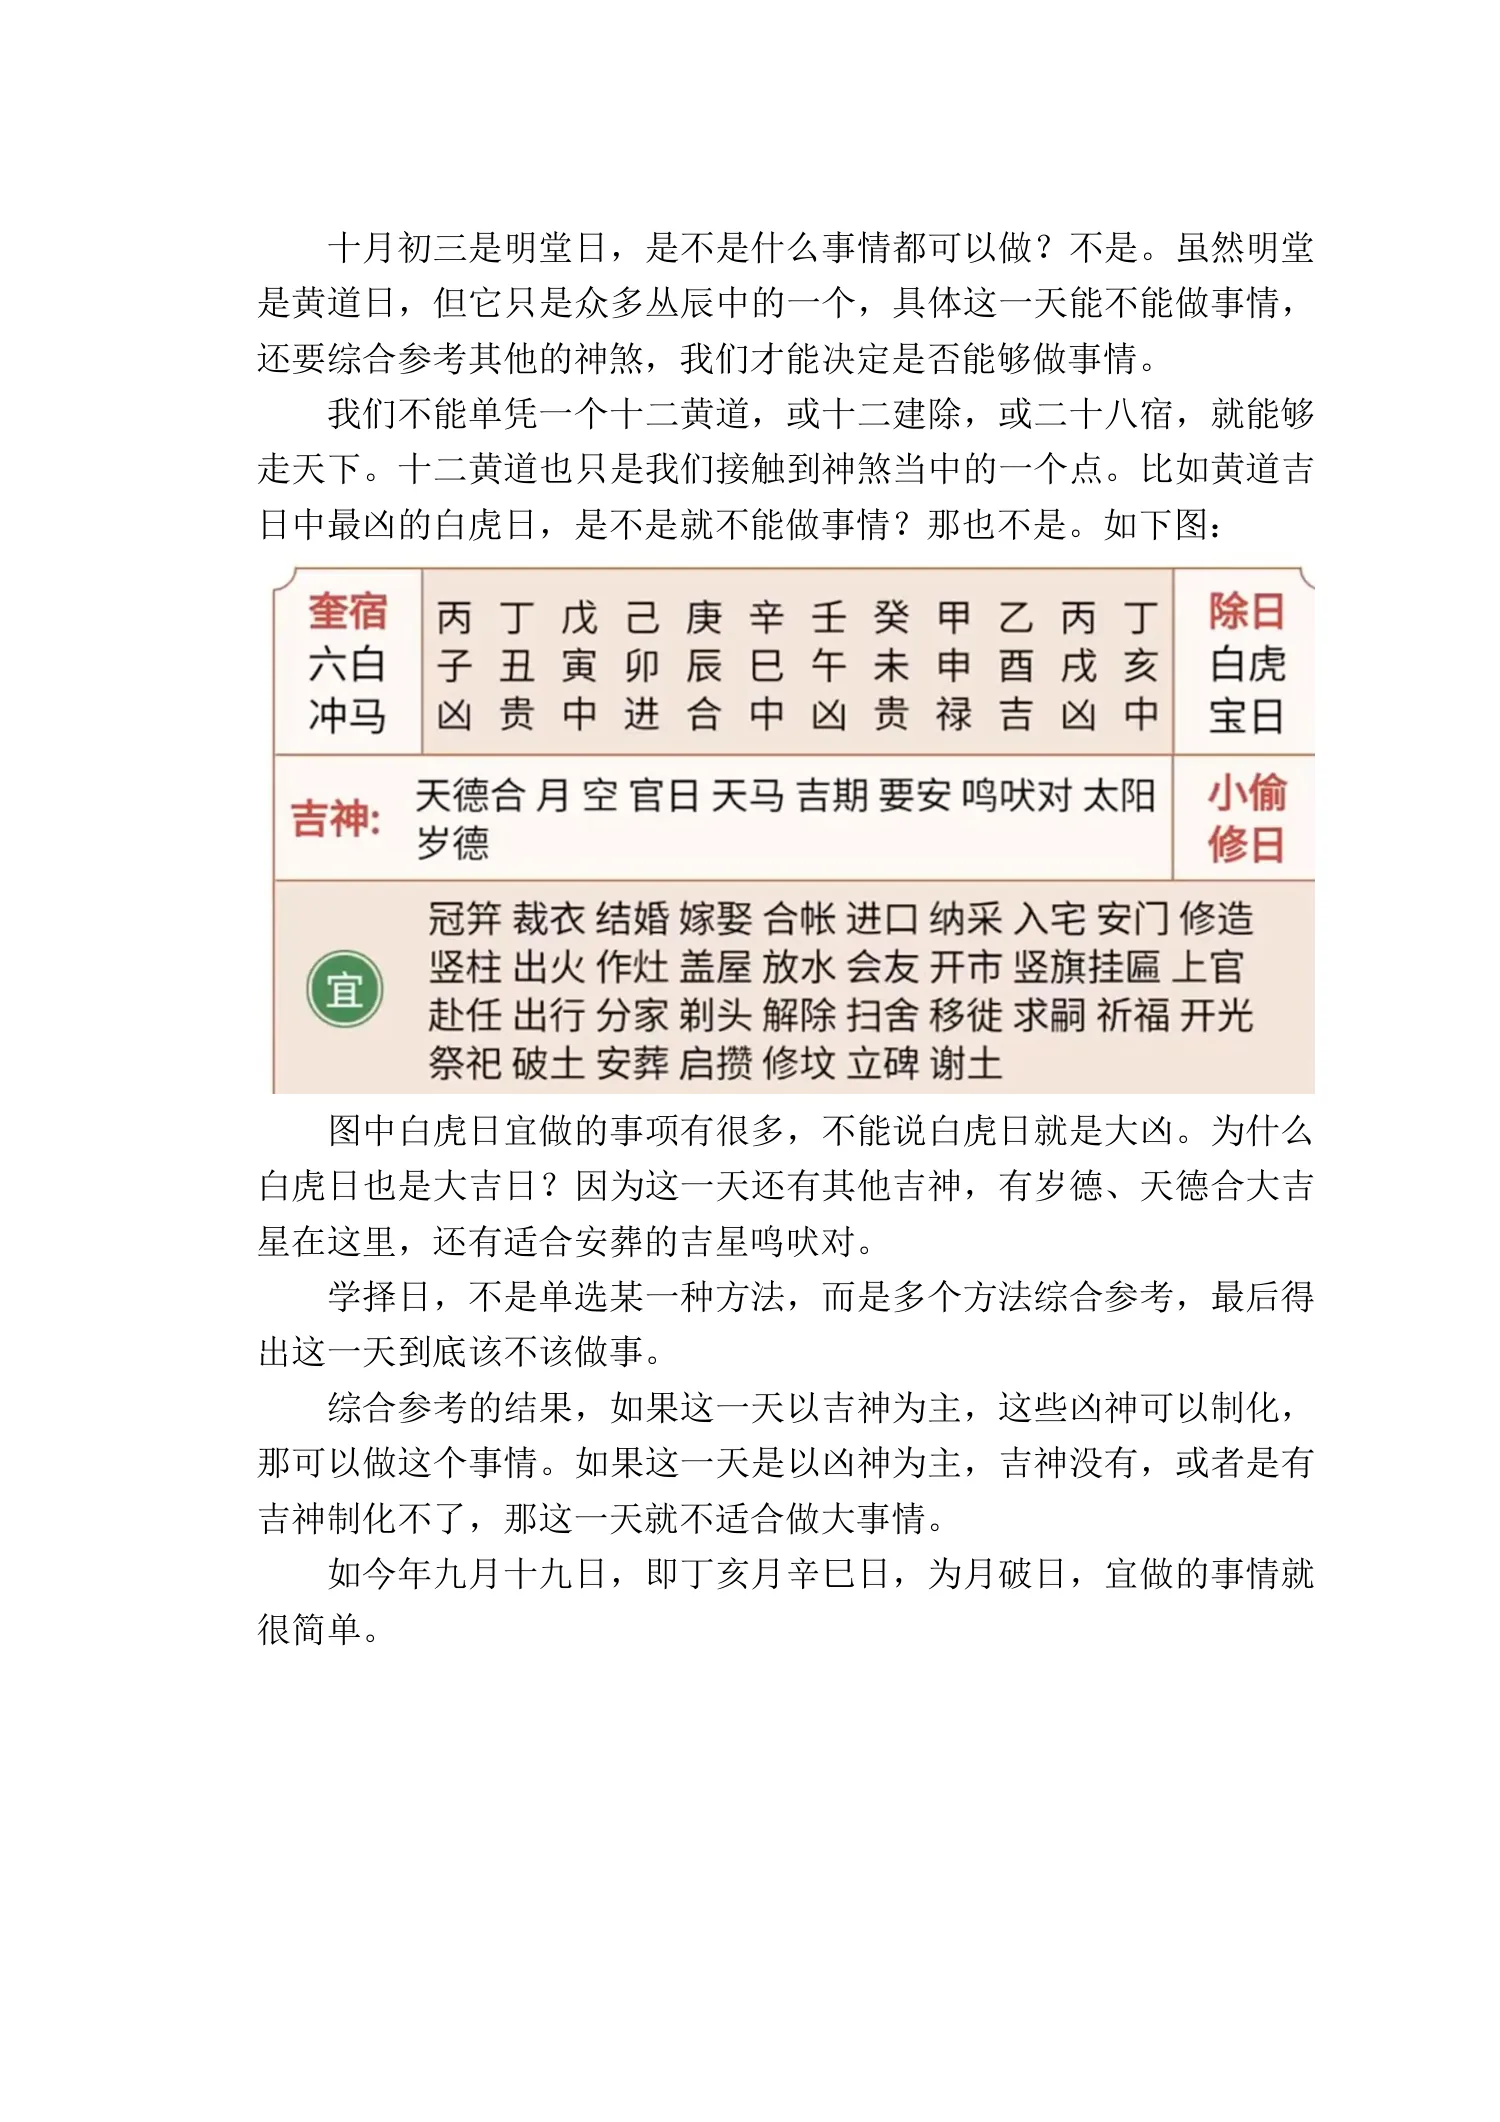 十月初三是明堂日，是不是什么事情都可以做？不是。虽然明堂
是黄道日，但它只是众多丛辰中的一个，具体这一天能不能做事情，
还要综合参考其他的神煞，我们才能决定是否能够做事情。
我们不能单凭一个十二黄道，或十二建除，或二十八宿，就能够
走天下。十二黄道也只是我们接触到神煞当中的一个点。比如黄道吉
日中最凶的白虎日，是不是就不能做事情？那也不是。如下图：
奎宿
六白
冲马
丙 丁 戊 己 庚 辛 壬 癸 甲 乙 丙 丁
子 丑 寅 卯 辰 巳 午 未 申 酉 戌 亥
凶 贵 中 进 合 中 凶 贵 禄 吉 凶 中
除日
白虎
宝日
吉神:
天德合 月 空 官日 天马 吉期 要安 鸣吠对 太阳
岁德
小偷
修日
宜
冠笄 裁衣 结婚 嫁娶 合帐 进口 纳采 入宅 安门 修造
竖柱 出火 作灶 盖屋 放水 会友 开市 竖旗挂匾 上官
赴任 出行 分家 剃头 解除 扫舍 移徙 求嗣 祈福 开光
祭祀 破土 安葬 启攒 修坟 立碑 谢土
图中白虎日宜做的事项有很多，不能说白虎日就是大凶。为什么
白虎日也是大吉日？因为这一天还有其他吉神，有岁德、天德合大吉
星在这里，还有适合安葬的吉星鸣吠对。
学择日，不是单选某一种方法，而是多个方法综合参考，最后得
出这一天到底该不该做事。
综合参考的结果，如果这一天以吉神为主，这些凶神可以制化，
那可以做这个事情。如果这一天是以凶神为主，吉神没有，或者是有
吉神制化不了，那这一天就不适合做大事情。
如今年九月十九日，即丁亥月辛巳日，为月破日，宜做的事情就
很简单。